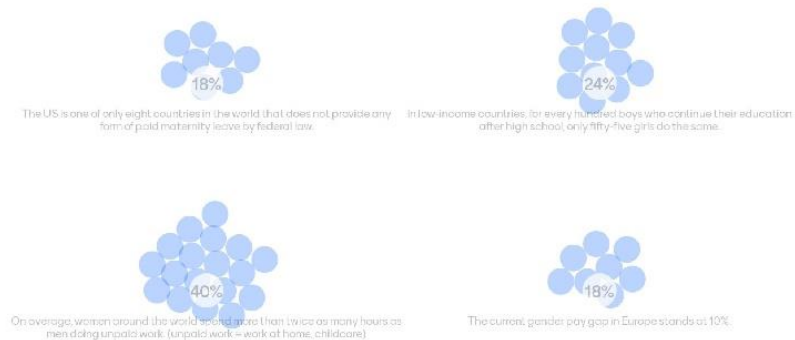 18%
The US is one of only eight countries in the world that does not provide any
form of paid maternity leave by federal law.
24%
In low-income countries, for every hundred boys who continue their education
after high school, only fifty-five girls do the same.
40%
On average, women around the world spend more than twice as many hours as
men doing unpaid work. (unpaid work – work at home, childcare)
18%
The current gender pay gap in Europe stands at 10%.